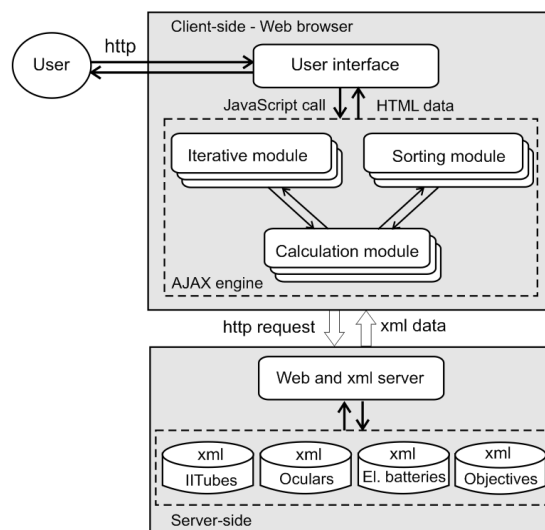 Client-side - Web browser
http
User
User interface
JavaScript call
HTML data
Iterative module
Sorting module
Calculation module
AJAX engine
http request
xml data
Web and xml server
xml
xml
xml
xml
IITubes
Oculars
El. batteries
Objectives
Server-side